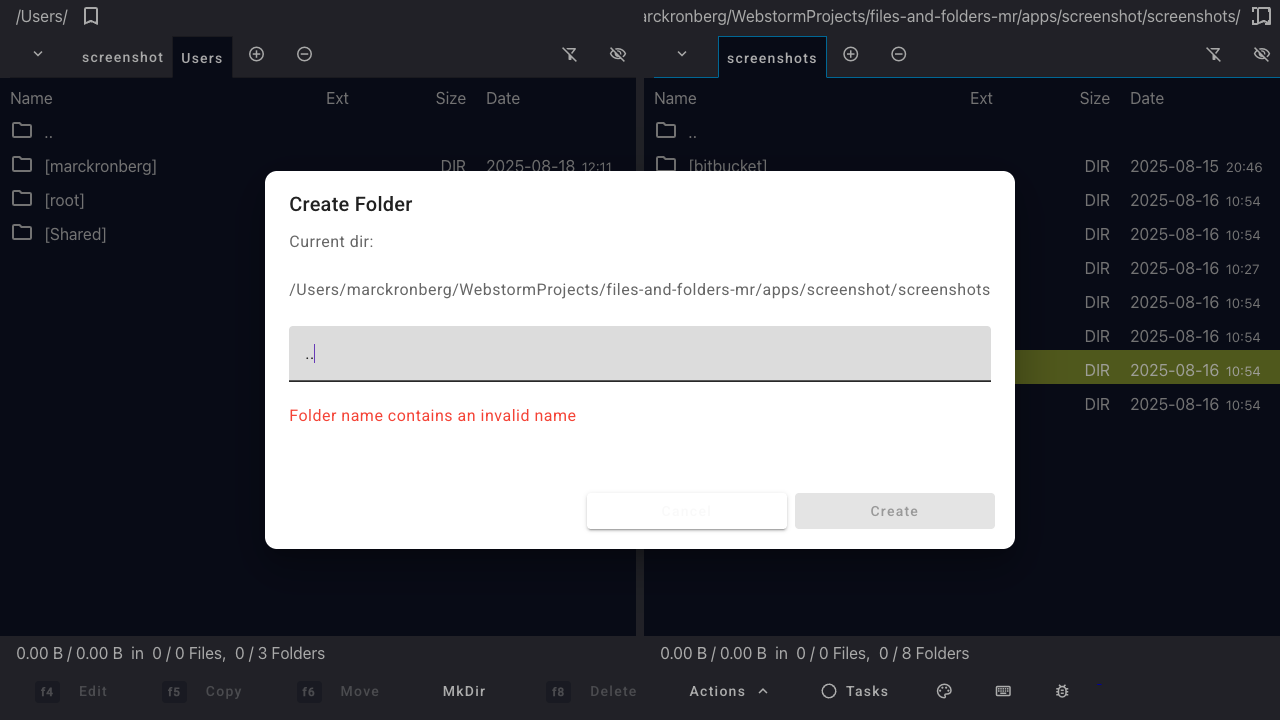 /Users/
arckronberg/WebstormProjects/files-and-folders-mr/apps/screenshot/screenshots/
screenshot Users
screenshots
Name Ext Size Date
Name Ext Size Date
..
..
[marckronberg] DIR 2025-08-18 12:11
[bitbucket] DIR 2025-08-15 20:46
[root]
DIR 2025-08-16 10:54
[Shared]
DIR 2025-08-16 10:54
DIR 2025-08-16 10:27
DIR 2025-08-16 10:54
DIR 2025-08-16 10:54
DIR 2025-08-16 10:54
DIR 2025-08-16 10:54
Create Folder
Current dir:
/Users/marckronberg/WebstormProjects/files-and-folders-mr/apps/screenshot/screenshots
..
Folder name contains an invalid name
Cancel Create
0.00 B / 0.00 B in 0 / 0 Files, 0 / 3 Folders
0.00 B / 0.00 B in 0 / 0 Files, 0 / 8 Folders
f4 Edit f5 Copy f6 Move MkDir f8 Delete Actions Tasks